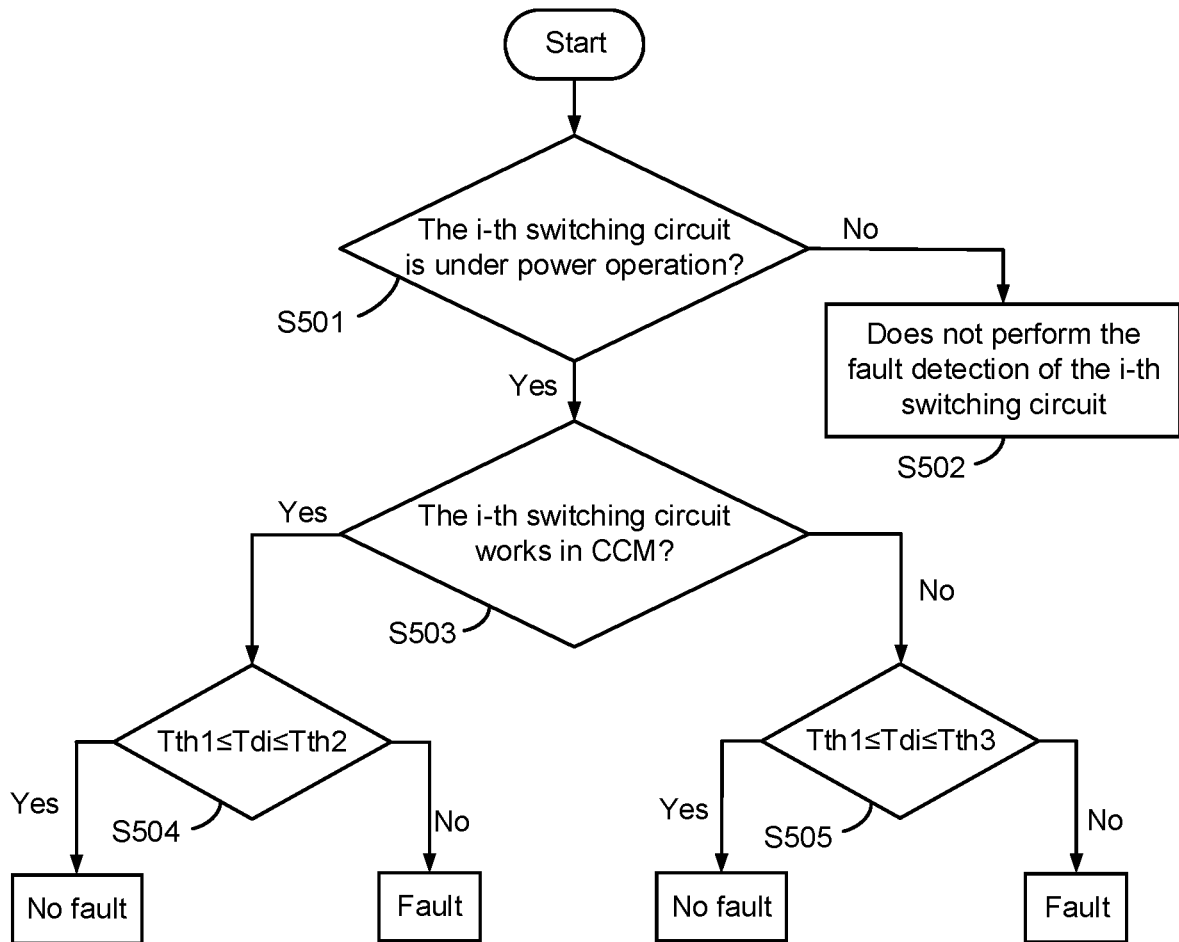 Start
The i-th switching circuit
is under power operation?
No
S501
Does not perform the
fault detection of the i-th
switching circuit
Yes
S502
Yes
The i-th switching circuit
works in CCM?
No
S503
Tth1≤Tdi≤Tth2
Tth1≤Tdi≤Tth3
Yes
S504
No
Yes
S505
No
No fault
Fault
No fault
Fault